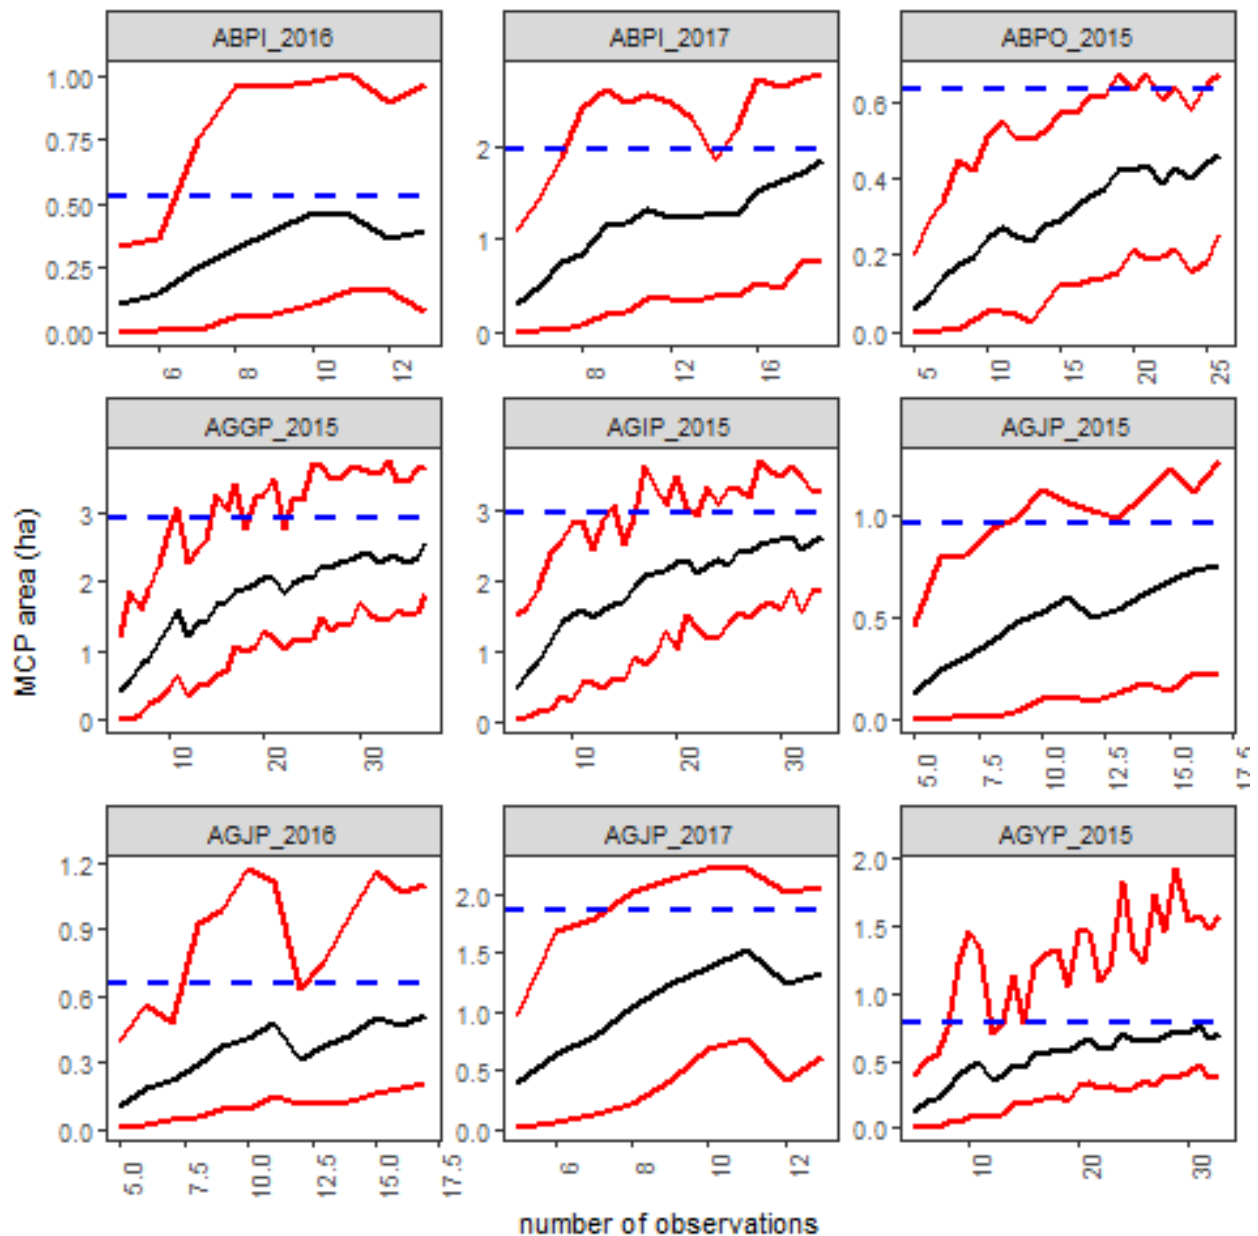 ABPI_2016 ABPI_2017 ABPO_2015
1.00 0.75 0.50 0.25 0.00
2 1 0
0.6 0.4 0.2 0.0
6 8 10 12
8 12 16
5 10 15 20 25
AGGP_2015 AGIP_2015 AGJP_2015
3 2 1 0
3 2 1 0
1.0 0.5 0.0
10 20 30
10 20 30
5.0 7.5 10.0 12.5 15.0 17.5
MCP area (ha)
AGJP_2016 AGJP_2017 AGYP_2015
1.2 0.9 0.6 0.3 0.0
2.0 1.5 1.0 0.5 0.0
2.0 1.5 1.0 0.5 0.0
5.0 7.5 10.0 12.5 15.0 17.5
6 8 10 12
10 20 30
number of observations